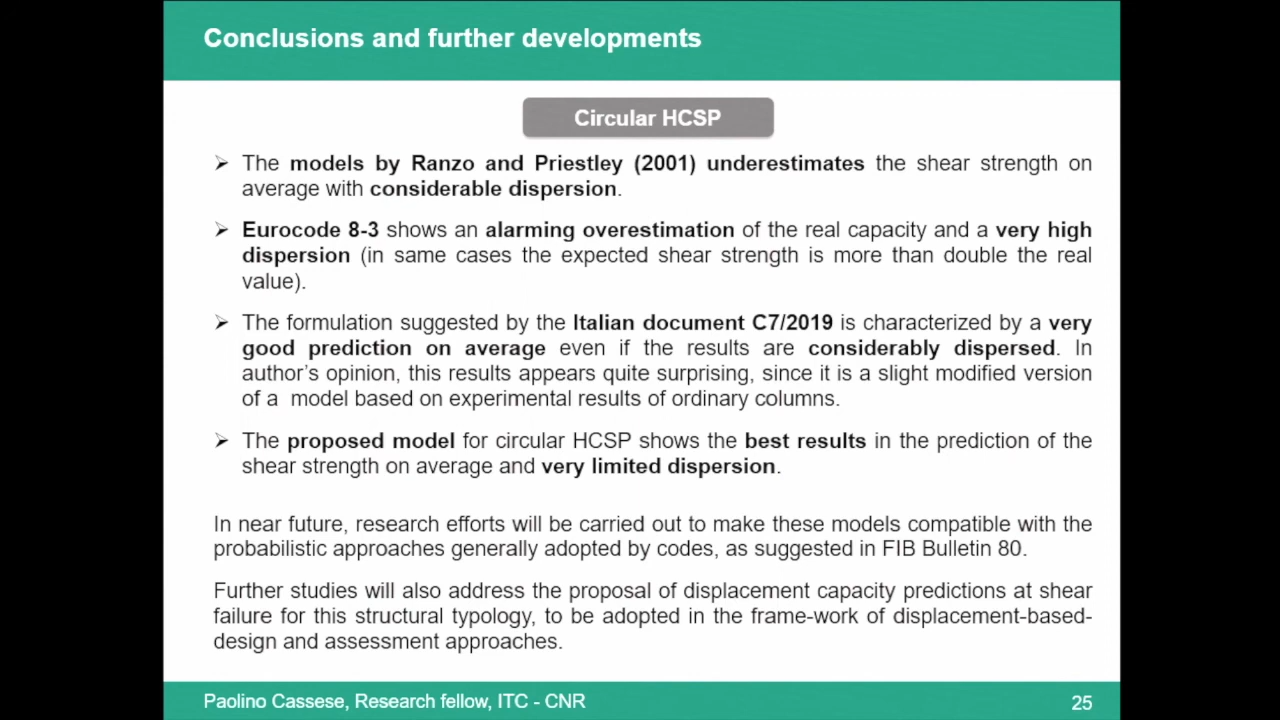 Conclusions and further developments
Circular HCSP
➢ The models by Ranzo and Priestley (2001) underestimates the shear strength on
average with considerable dispersion.
➢ Eurocode 8-3 shows an alarming overestimation of the real capacity and a very high
dispersion (in same cases the expected shear strength is more than double the real
value).
➢ The formulation suggested by the Italian document C7/2019 is characterized by a very
good prediction on average even if the results are considerably dispersed. In
author's opinion, this results appears quite surprising, since it is a slight modified version
of a model based on experimental results of ordinary columns.
➢ The proposed model for circular HCSP shows the best results in the prediction of the
shear strength on average and very limited dispersion.
In near future, research efforts will be carried out to make these models compatible with the
probabilistic approaches generally adopted by codes, as suggested in FIB Bulletin 80.
Further studies will also address the proposal of displacement capacity predictions at shear
failure for this structural typology, to be adopted in the frame-work of displacement-based-
design and assessment approaches.
Paolino Cassese, Research fellow, ITC - CNR
25